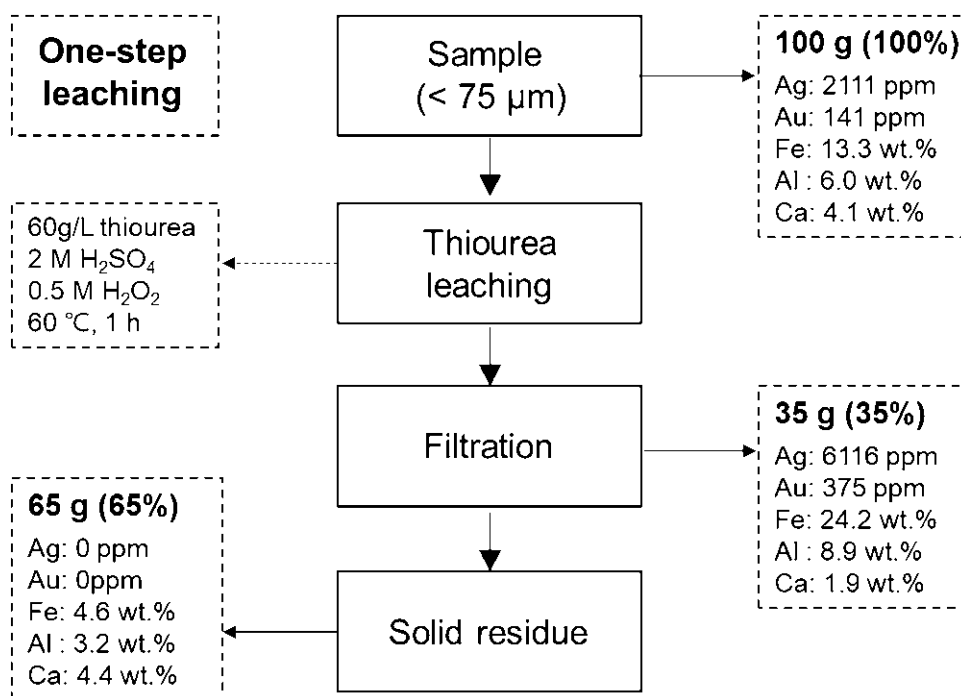 One-step
leaching
Sample
(< 75 µm)
100 g (100%)
Ag: 2111 ppm
Au: 141 ppm
Fe: 13.3 wt.%
Al : 6.0 wt.%
Ca: 4.1 wt.%
60g/L thiourea
2 M H₂SO₄
0.5 M H₂O₂
60 ℃, 1 h
Thiourea
leaching
Filtration
35 g (35%)
Ag: 6116 ppm
Au: 375 ppm
Fe: 24.2 wt.%
Al: 8.9 wt.%
Ca: 1.9 wt.%
65 g (65%)
Ag: 0 ppm
Au: 0ppm
Fe: 4.6 wt.%
Al : 3.2 wt.%
Ca: 4.4 wt.%
Solid residue